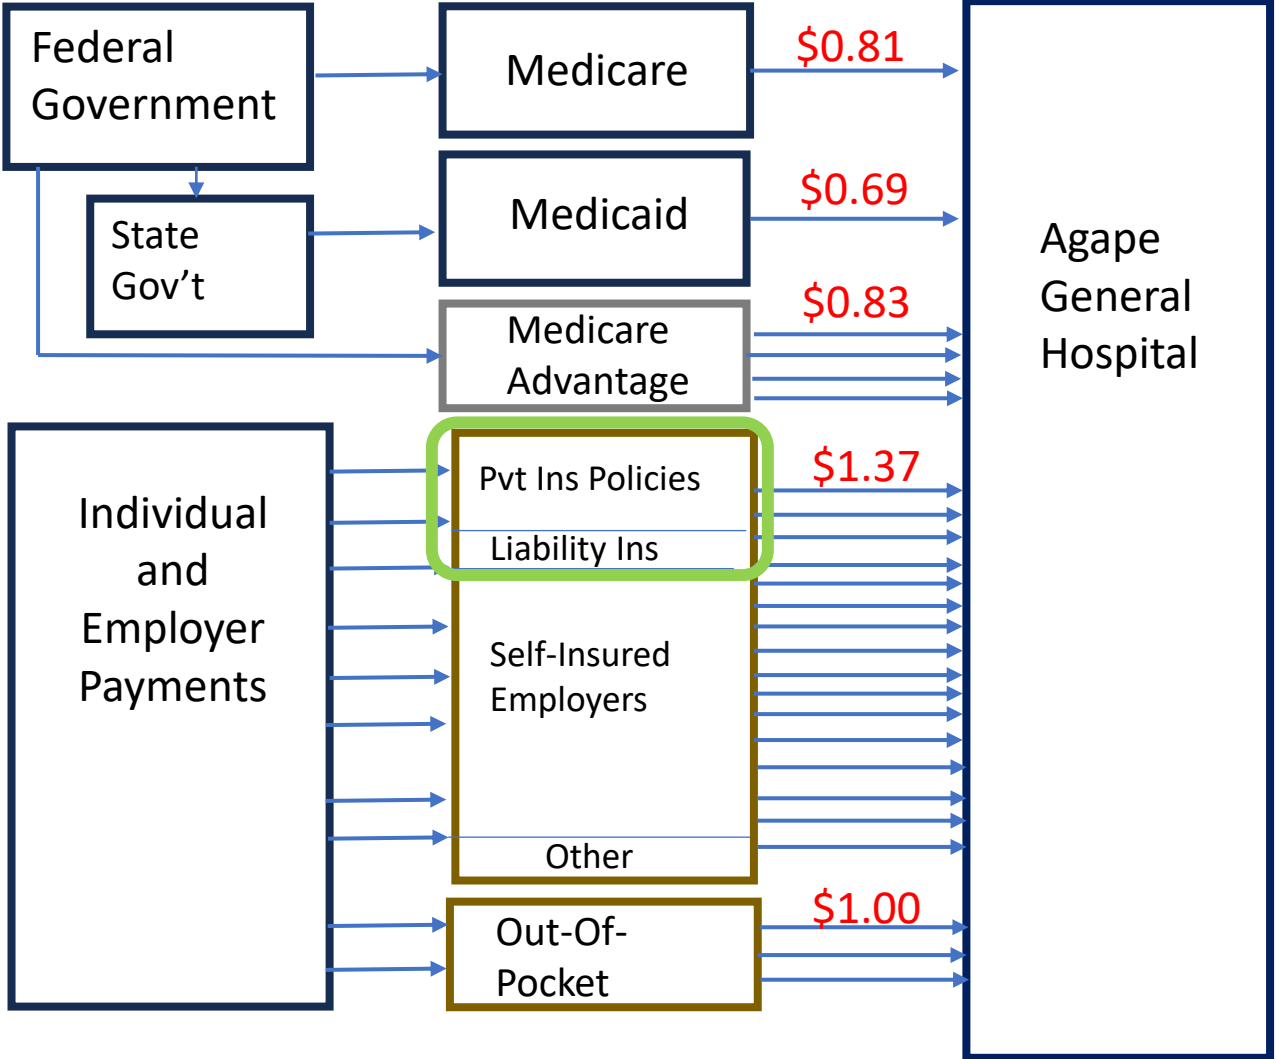 Federal
Government
Medicare
$0.81
State
Gov’t
Medicaid
$0.69
Medicare
Advantage
$0.83
Agape
General
Hospital
Individual
and
Employer
Payments
Pvt Ins Policies
$1.37
Liability Ins
Self-Insured
Employers
Other
Out-Of-
Pocket
$1.00